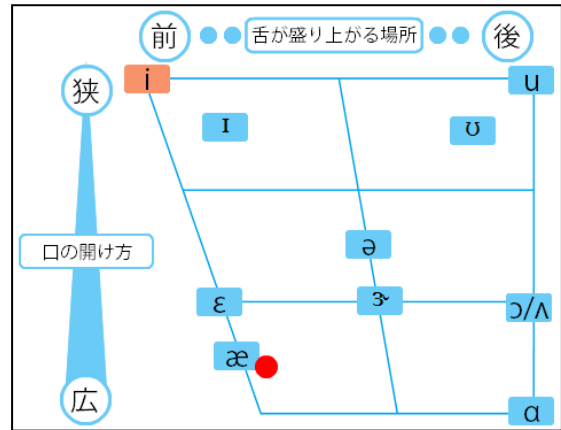 前 舌が盛り上がる場所 後
狭
i u
ɪ ʊ
口の開け方
ə
ɛ ɝ ɔ/ʌ
æ
広
ɑ